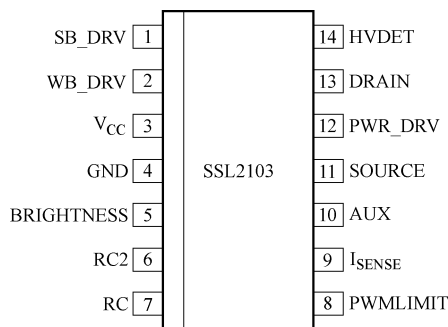 SB_DRV 1 14 HVDET
WB_DRV 2 13 DRAIN
VCC 3 12 PWR_DRV
GND 4 SSL2103 11 SOURCE
BRIGHTNESS 5 10 AUX
RC2 6 9 ISENSE
RC 7 8 PWMLIMIT